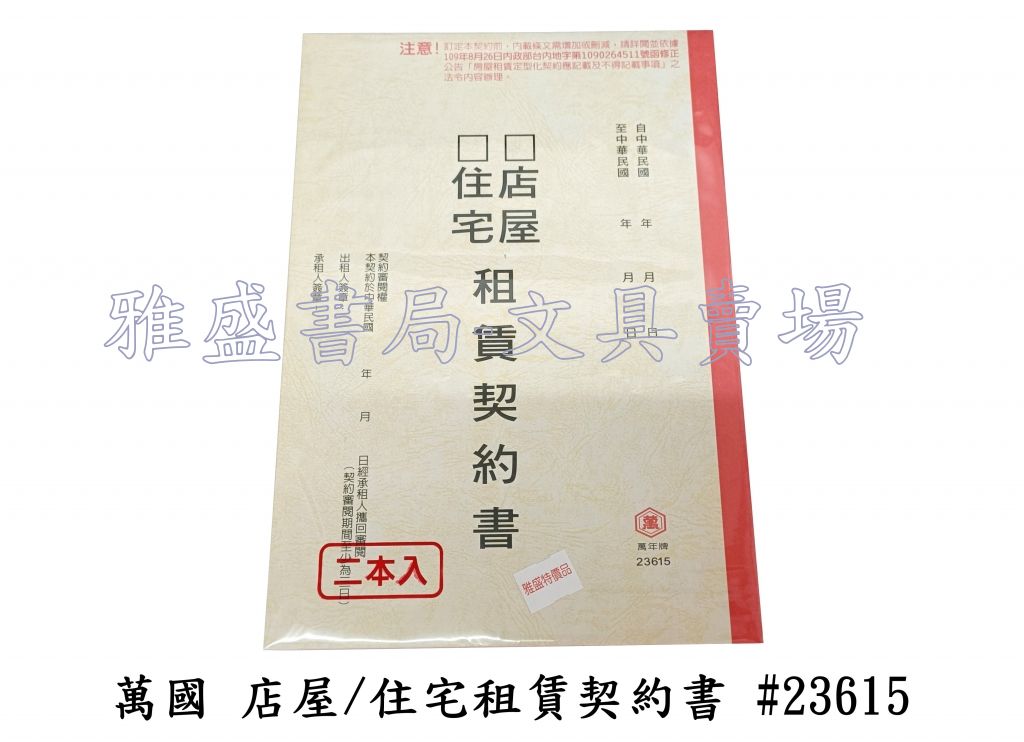 注意!訂定本契約前，內載條文需增加或刪減，請詳閱並依據
109年8月26日內政部台內地字第1090264511號函修正
公告「房屋租賃定型化契約應記載及不得記載事項」之
法令內容辦理。
自中華民國 年 月 日
至中華民國 年 月 日
□店屋
□住宅
租賃契約書
契約審閱權
本契約於中華民國 年 月 日經承租人攜回審閱
(契約審閱期間至少為三日)
出租人簽章:
承租人簽章:
雅盛書局文具賣場
萬
萬年牌
23615
二本入
雅盛特價品
萬國 店屋/住宅租賃契約書 #23615